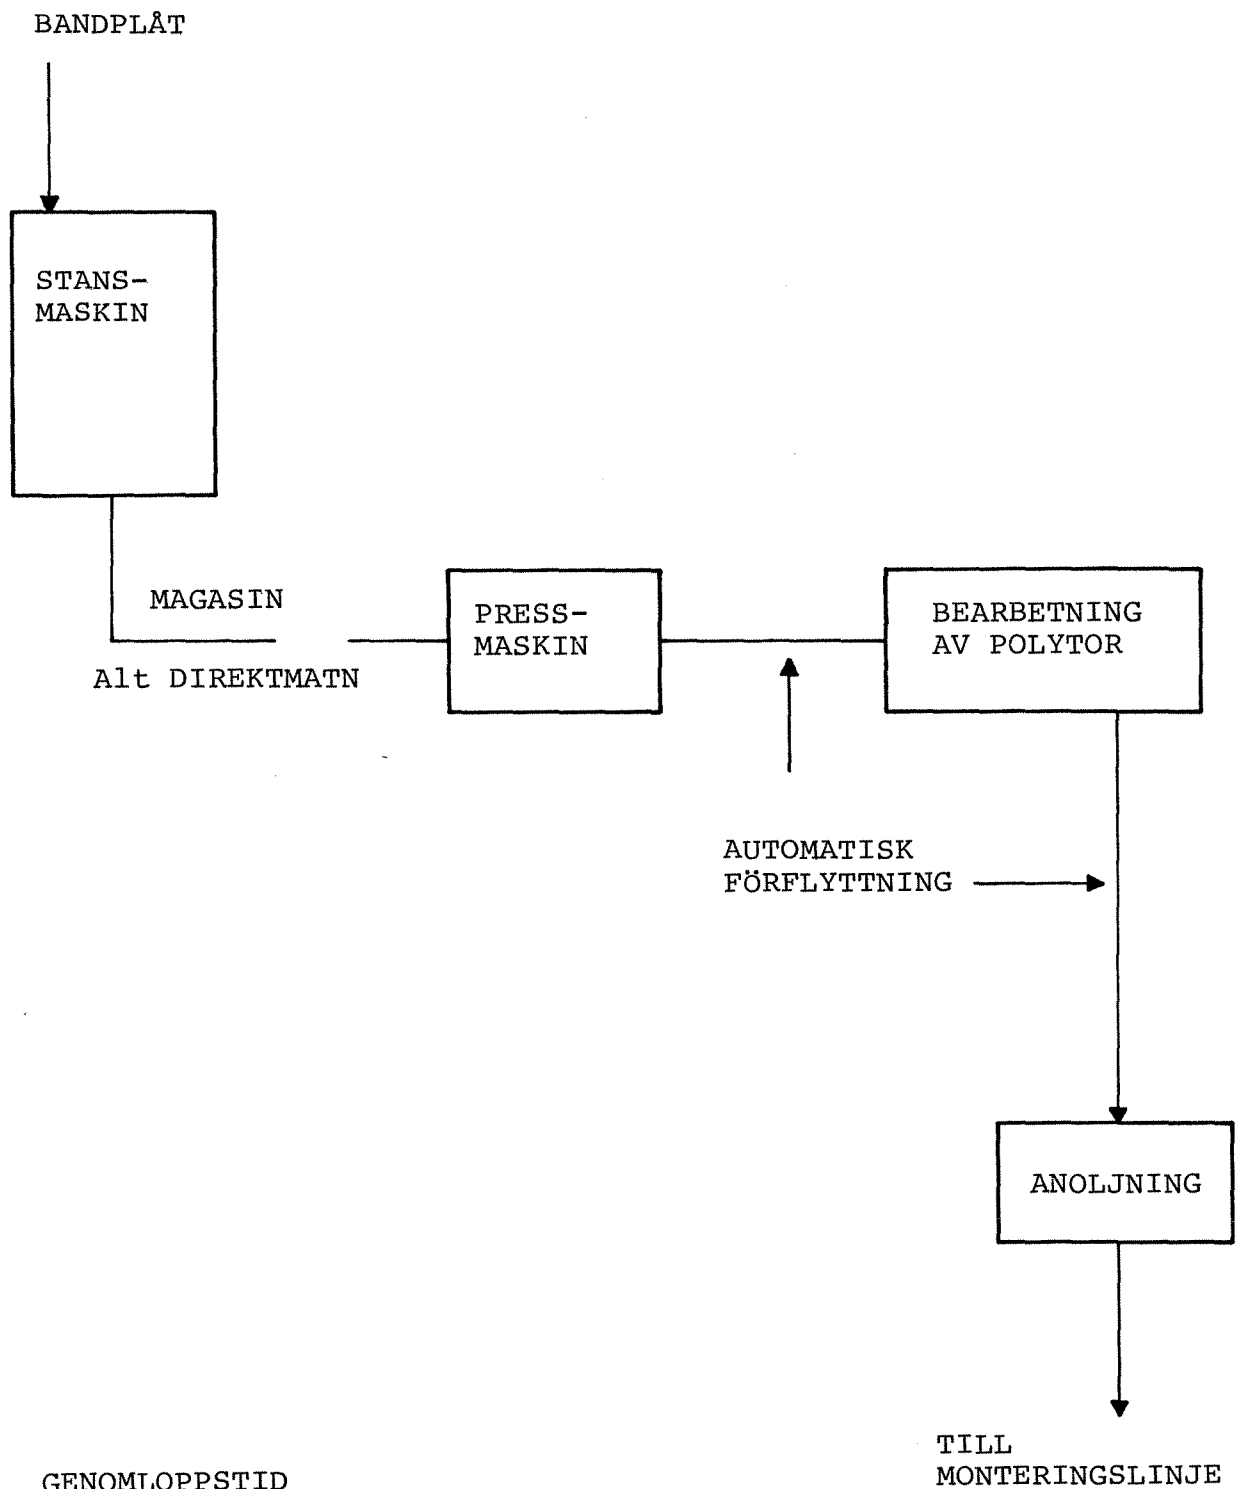 BANDPLÅT
STANS-
MASKIN
MAGASIN
Alt DIREKTMATN
PRESS-
MASKIN
BEARBETNING
AV POLYTOR
AUTOMATISK
FÖRFLYTTNING
ANOLJNING
TILL
MONTERINGSLINJE
GENOMLOPPSTID